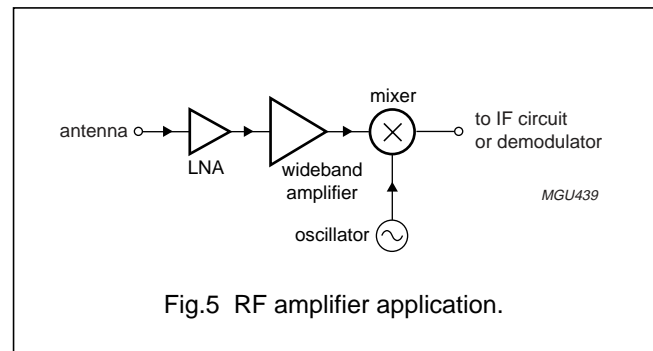 mixer
antenna
to IF circuit
or demodulator
LNA
wideband
amplifier
MGU439
oscillator
Fig.5 RF amplifier application.